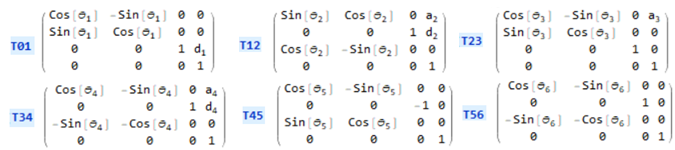 T01
Cos[ϑ₁] -Sin[ϑ₁] 0 0
Sin[ϑ₁] Cos[ϑ₁] 0 0
0 0 1 d₁
0 0 0 1
T12
Sin[ϑ₂] Cos[ϑ₂] 0 a₂
0 0 1 d₂
Cos[ϑ₂] -Sin[ϑ₂] 0 0
0 0 0 1
T23
Cos[ϑ₃] -Sin[ϑ₃] 0 a₃
Sin[ϑ₃] Cos[ϑ₃] 0 0
0 0 1 0
0 0 0 1
T34
Cos[ϑ₄] -Sin[ϑ₄] 0 a₄
0 0 1 d₄
-Sin[ϑ₄] -Cos[ϑ₄] 0 0
0 0 0 1
T45
Cos[ϑ₅] -Sin[ϑ₅] 0 0
0 0 -1 0
Sin[ϑ₅] Cos[ϑ₅] 0 0
0 0 0 1
T56
Cos[ϑ₆] -Sin[ϑ₆] 0 0
0 0 1 0
-Sin[ϑ₆] -Cos[ϑ₆] 0 0
0 0 0 1